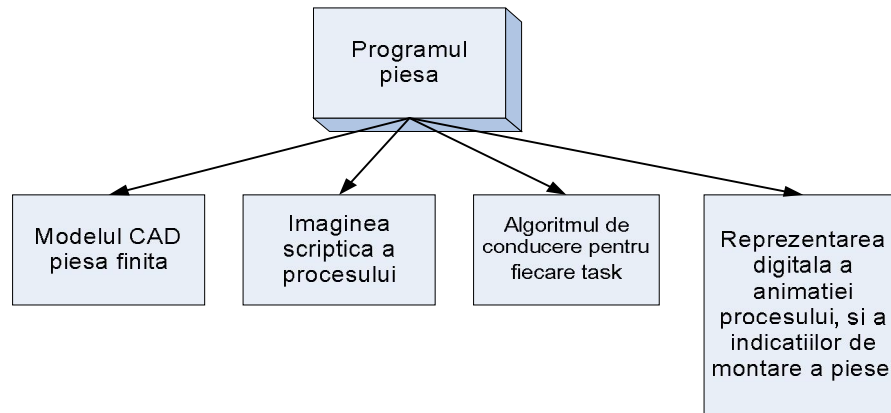 Programul
piesa
Modelul CAD
piesa finita
Imaginea
scriptica a
procesului
Algoritmul de
conducere pentru
fiecare task
Reprezentarea
digitala a
animatiei
procesului, si a
indicatiilor de
montare a piese